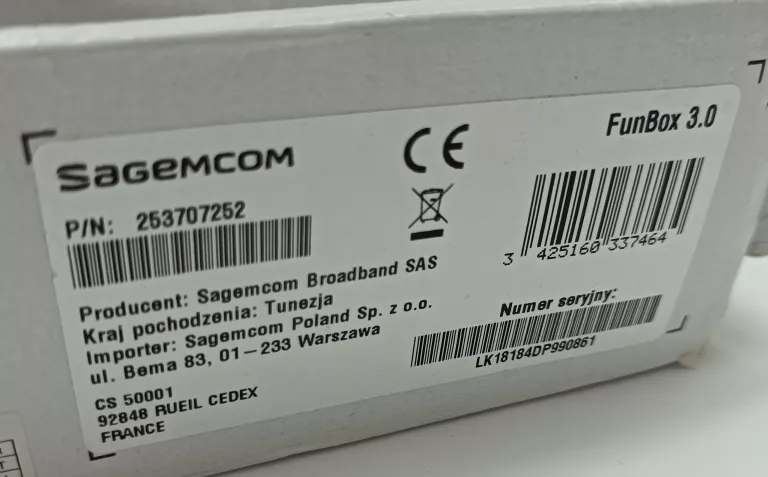 SAGEMCOM
FunBox 3.0
P/N: 253707252
3 425160 337464
Producent: Sagemcom Broadband SAS
Kraj pochodzenia: Tunezja
Importer: Sagemcom Poland Sp. z o.o.
ul. Bema 83, 01-233 Warszawa
Numer seryjny:
LK18184DP990861
CS 50001
92848 RUEIL CEDEX
FRANCE